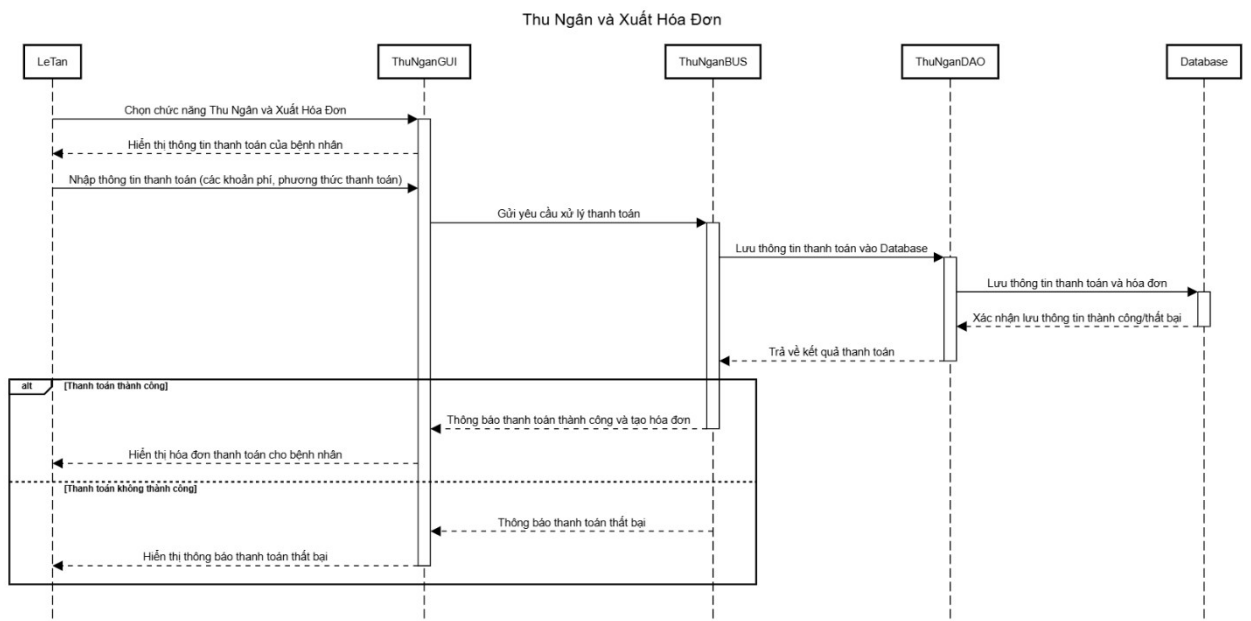 Thu Ngân và Xuất Hóa Đơn
LeTan
ThuNganGUI
ThuNganBUS
ThuNganDAO
Database
Chọn chức năng Thu Ngân và Xuất Hóa Đơn
Hiển thị thông tin thanh toán của bệnh nhân
Nhập thông tin thanh toán (các khoản phí, phương thức thanh toán)
Gửi yêu cầu xử lý thanh toán
Lưu thông tin thanh toán vào Database
Lưu thông tin thanh toán và hóa đơn
Xác nhận lưu thông tin thành công/thất bại
Trả về kết quả thanh toán
alt
[Thanh toán thành công]
Thông báo thanh toán thành công và tạo hóa đơn
Hiển thị hóa đơn thanh toán cho bệnh nhân
[Thanh toán không thành công]
Thông báo thanh toán thất bại
Hiển thị thông báo thanh toán thất bại